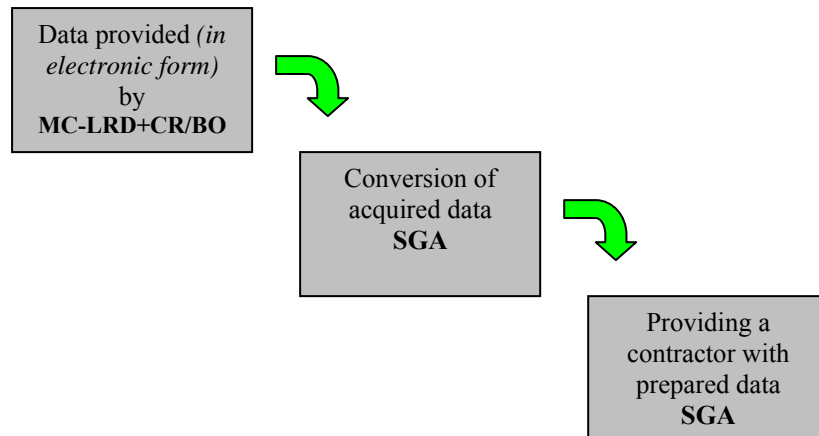 Data provided (in
electronic form)
by
MC-LRD+CR/BO
Conversion of
acquired data
SGA
Providing a
contractor with
prepared data
SGA